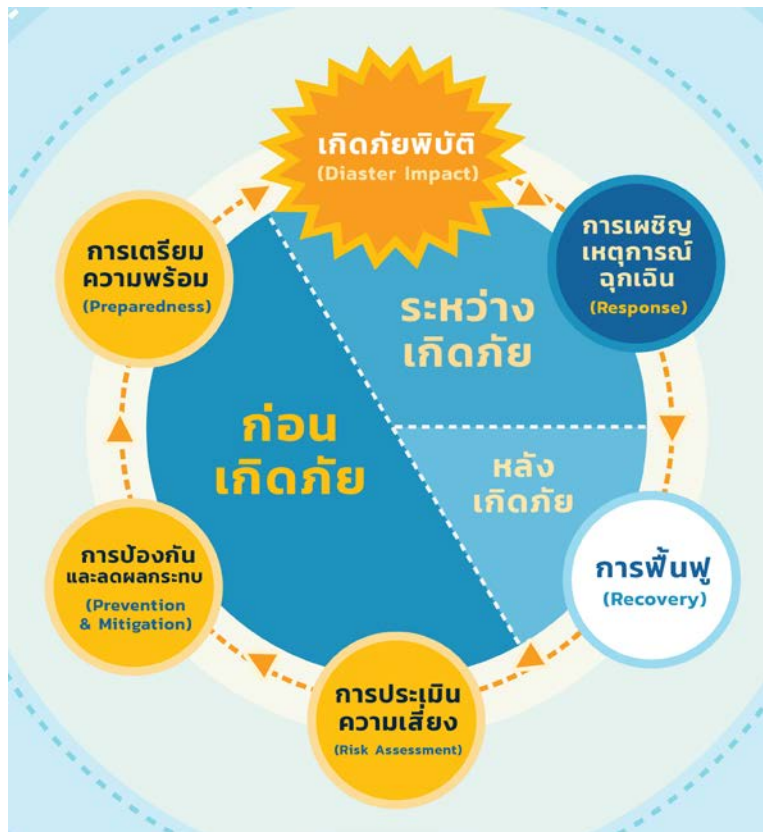 เกิดภัยพิบัติ
(Diaster Impact)
การเผชิญ
เหตุการณ์
ฉุกเฉิน
(Response)
การเตรียม
ความพร้อม
(Preparedness)
ระหว่าง
เกิดภัย
ก่อน
เกิดภัย
หลัง
เกิดภัย
การฟื้นฟู
(Recovery)
การป้องกัน
และลดผลกระทบ
(Prevention
& Mitigation)
การประเมิน
ความเสี่ยง
(Risk Assessment)